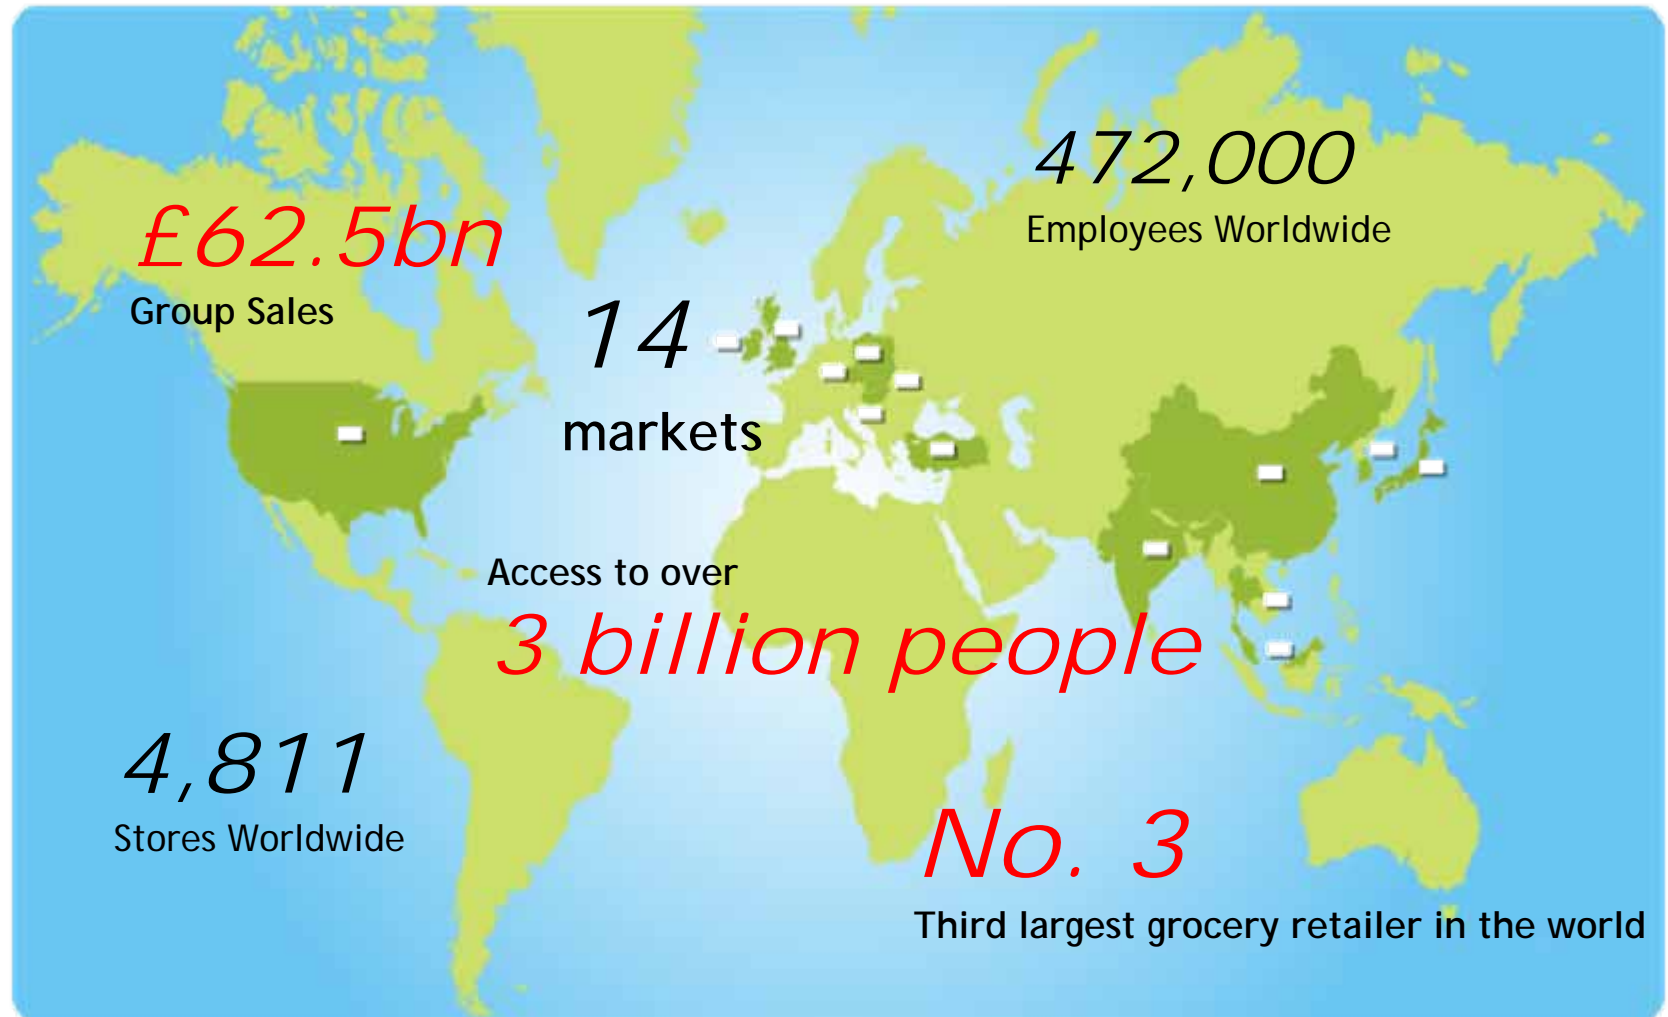 472,000
Employees Worldwide
£62.5bn
Group Sales
14
markets
Access to over
3 billion people
4,811
Stores Worldwide
No. 3
Third largest grocery retailer in the world